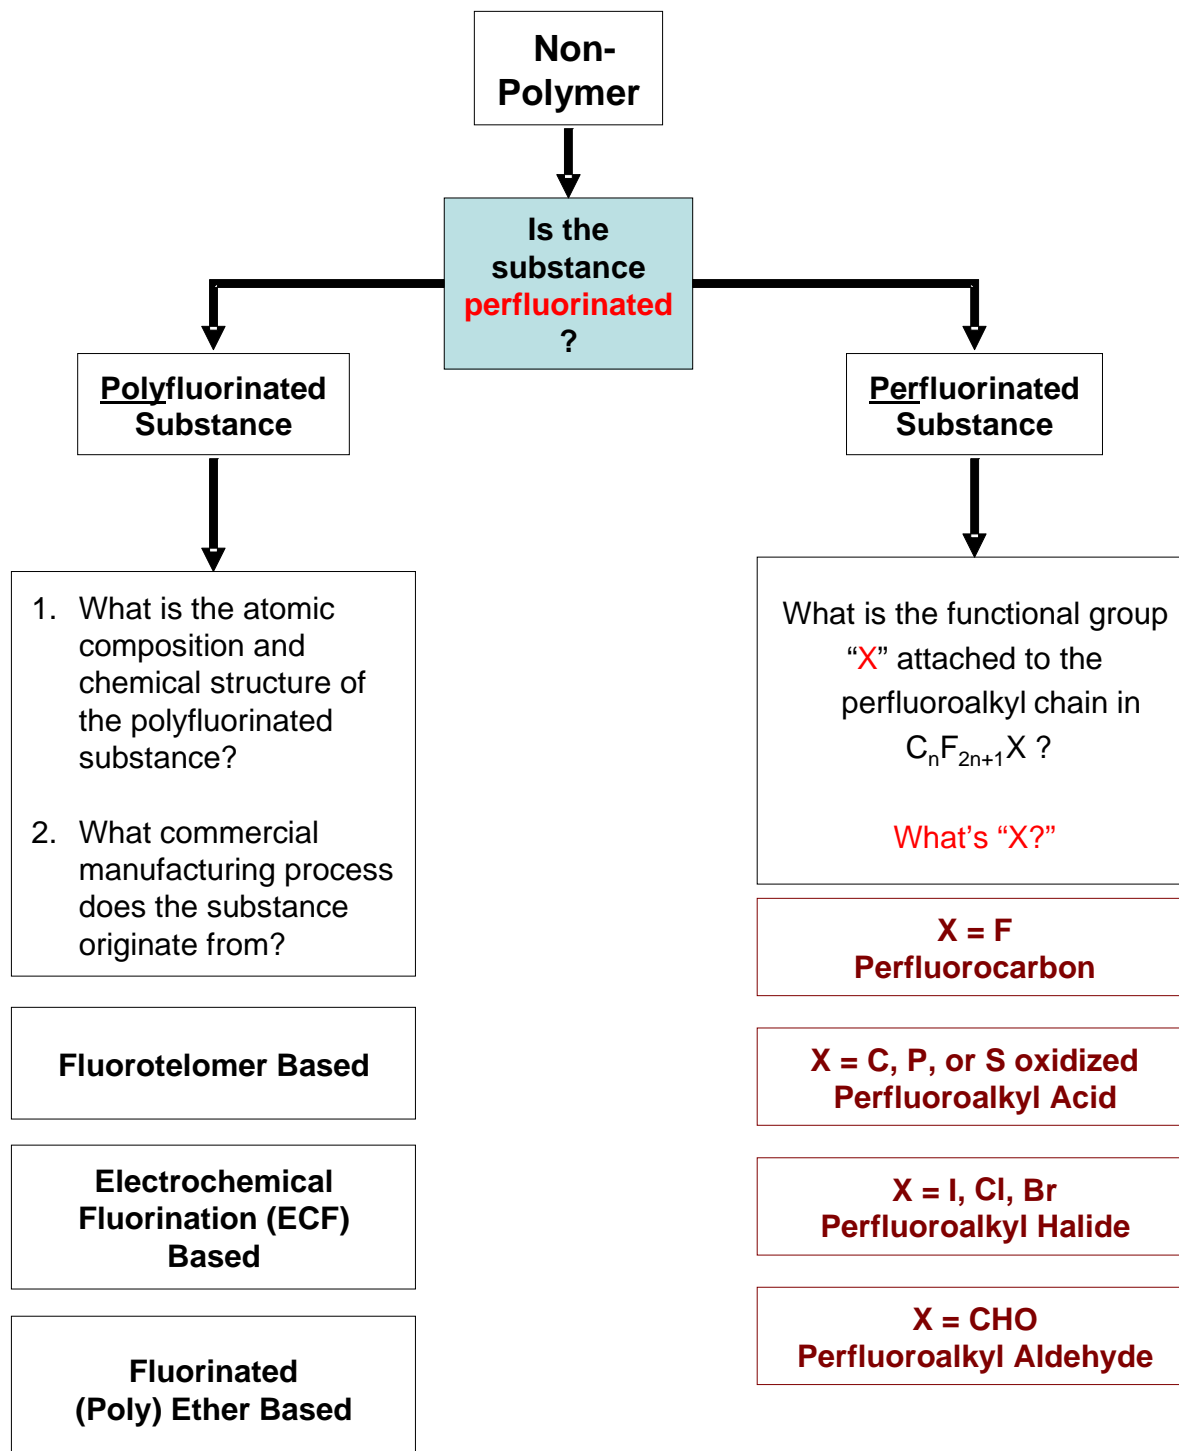 Non-
Polymer
Is the
substance
perfluorinated
?
Polyfluorinated
Substance
Perfluorinated
Substance
1. What is the atomic
composition and
chemical structure of
the polyfluorinated
substance?
2. What commercial
manufacturing process
does the substance
originate from?
Fluorotelomer Based
Electrochemical
Fluorination (ECF)
Based
Fluorinated
(Poly) Ether Based
What is the functional group
“X” attached to the
perfluoroalkyl chain in
CₙF₂ₙ₊₁X ?
What’s “X?”
X = F
Perfluorocarbon
X = C, P, or S oxidized
Perfluoroalkyl Acid
X = I, Cl, Br
Perfluoroalkyl Halide
X = CHO
Perfluoroalkyl Aldehyde